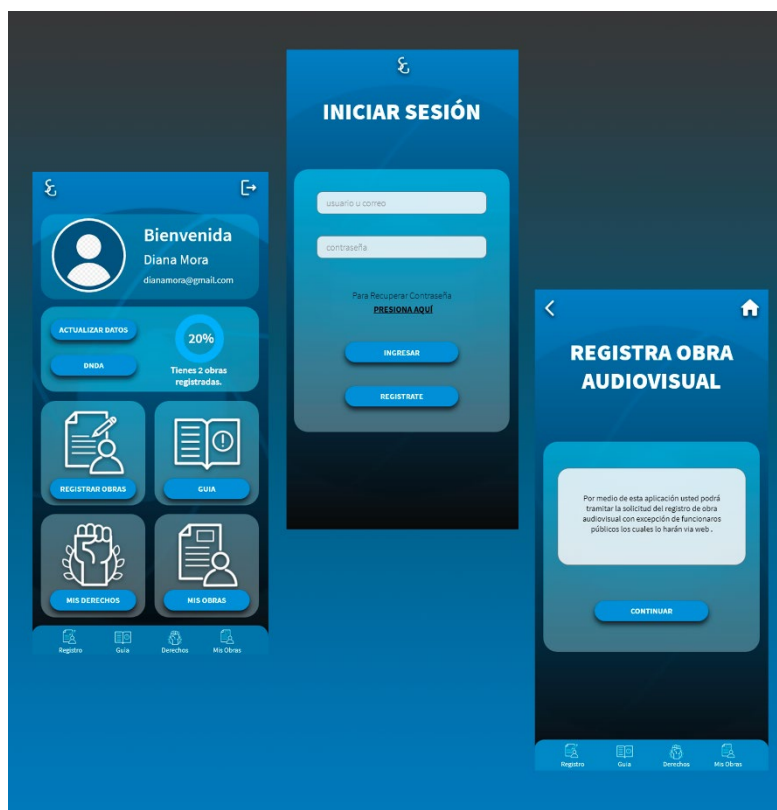 Bienvenida
Diana Mora
dianamora@gmail.com
ACTUALIZAR DATOS
DNDA
20%
Tienes 2 obras
registradas.
REGISTRAR OBRAS
GUIA
MIS DERECHOS
MIS OBRAS
Registro
Guia
Derechos
Mis Obras
INICIAR SESIÓN
usuario u correo
contraseña
Para Recuperar Contraseña
PRESIONA AQUÍ
INGRESAR
REGISTRATE
REGISTRA OBRA
AUDIOVISUAL
Por medio de esta aplicación usted podrá
tramitar la solicitud del registro de obra
audiovisual con excepción de funcionaros
públicos los cuales lo harán via web .
CONTINUAR
Registro
Guia
Derechos
Mis Obras